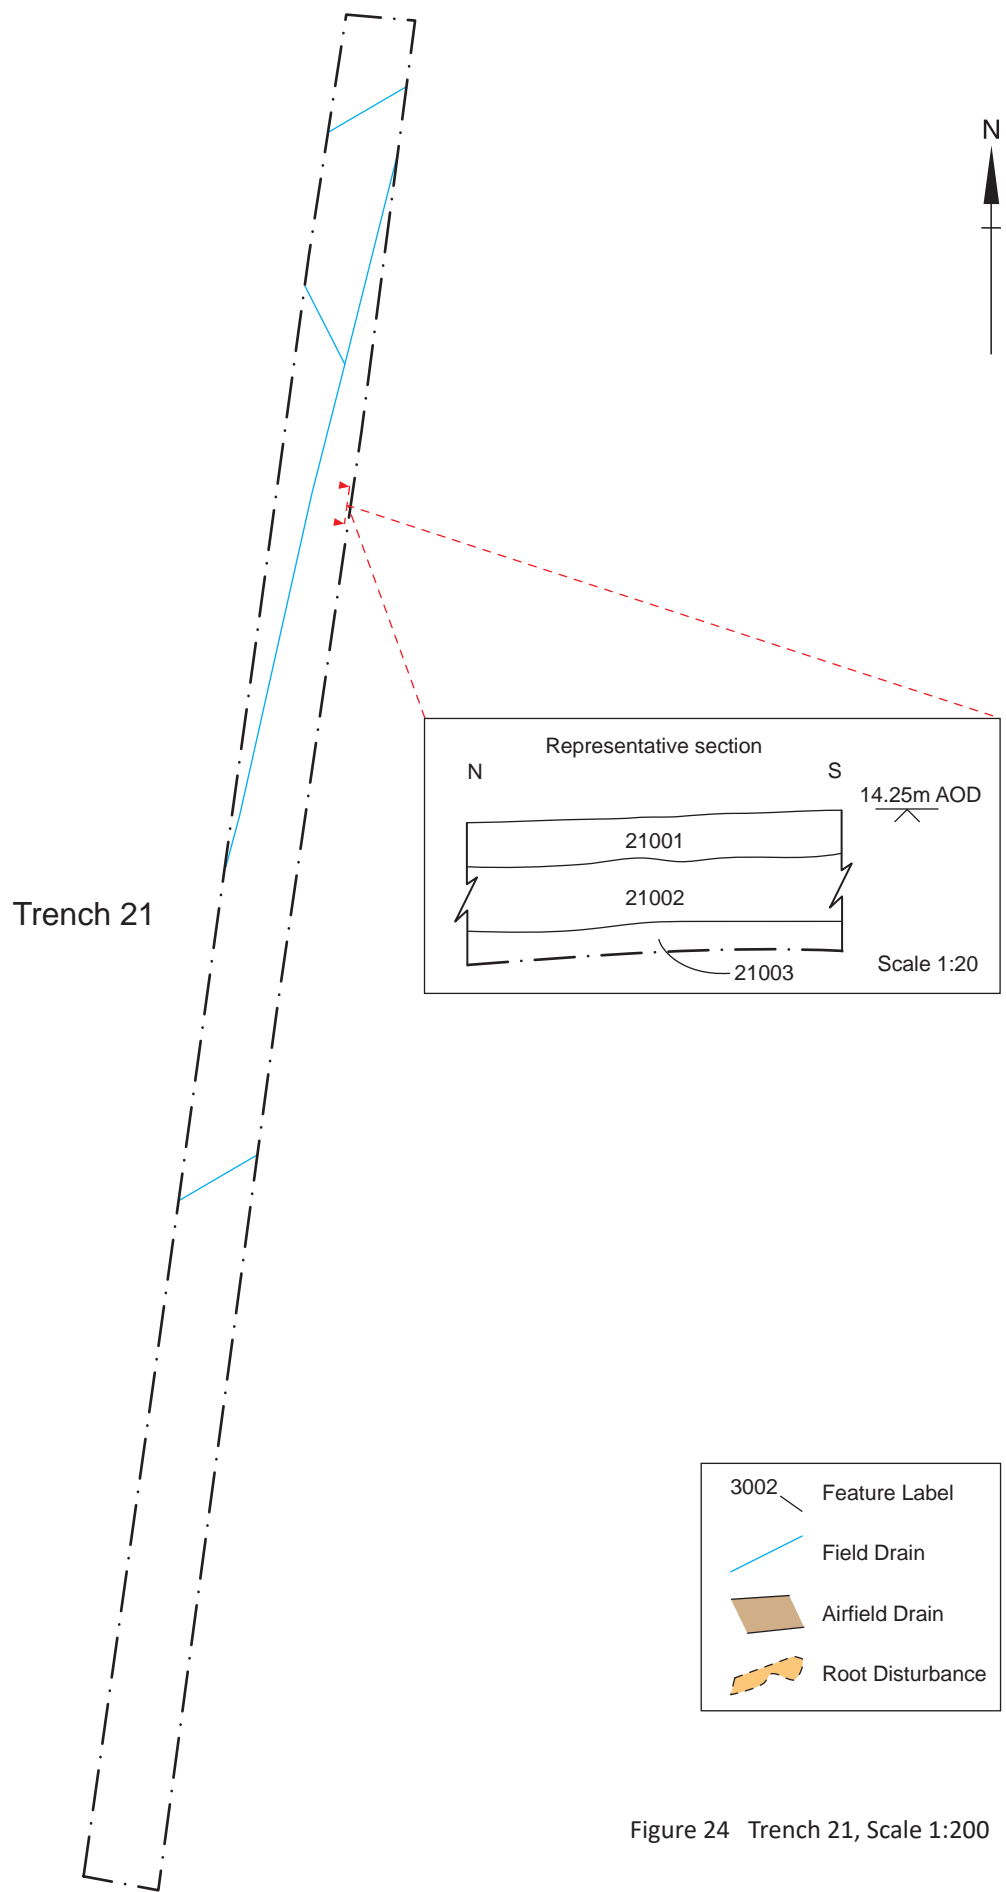 N
Representative section
N
S
14.25m AOD
21001
21002
21003
Scale 1:20
Trench 21
3002
Feature Label
Field Drain
Airfield Drain
Root Disturbance
Figure 24 Trench 21, Scale 1:200